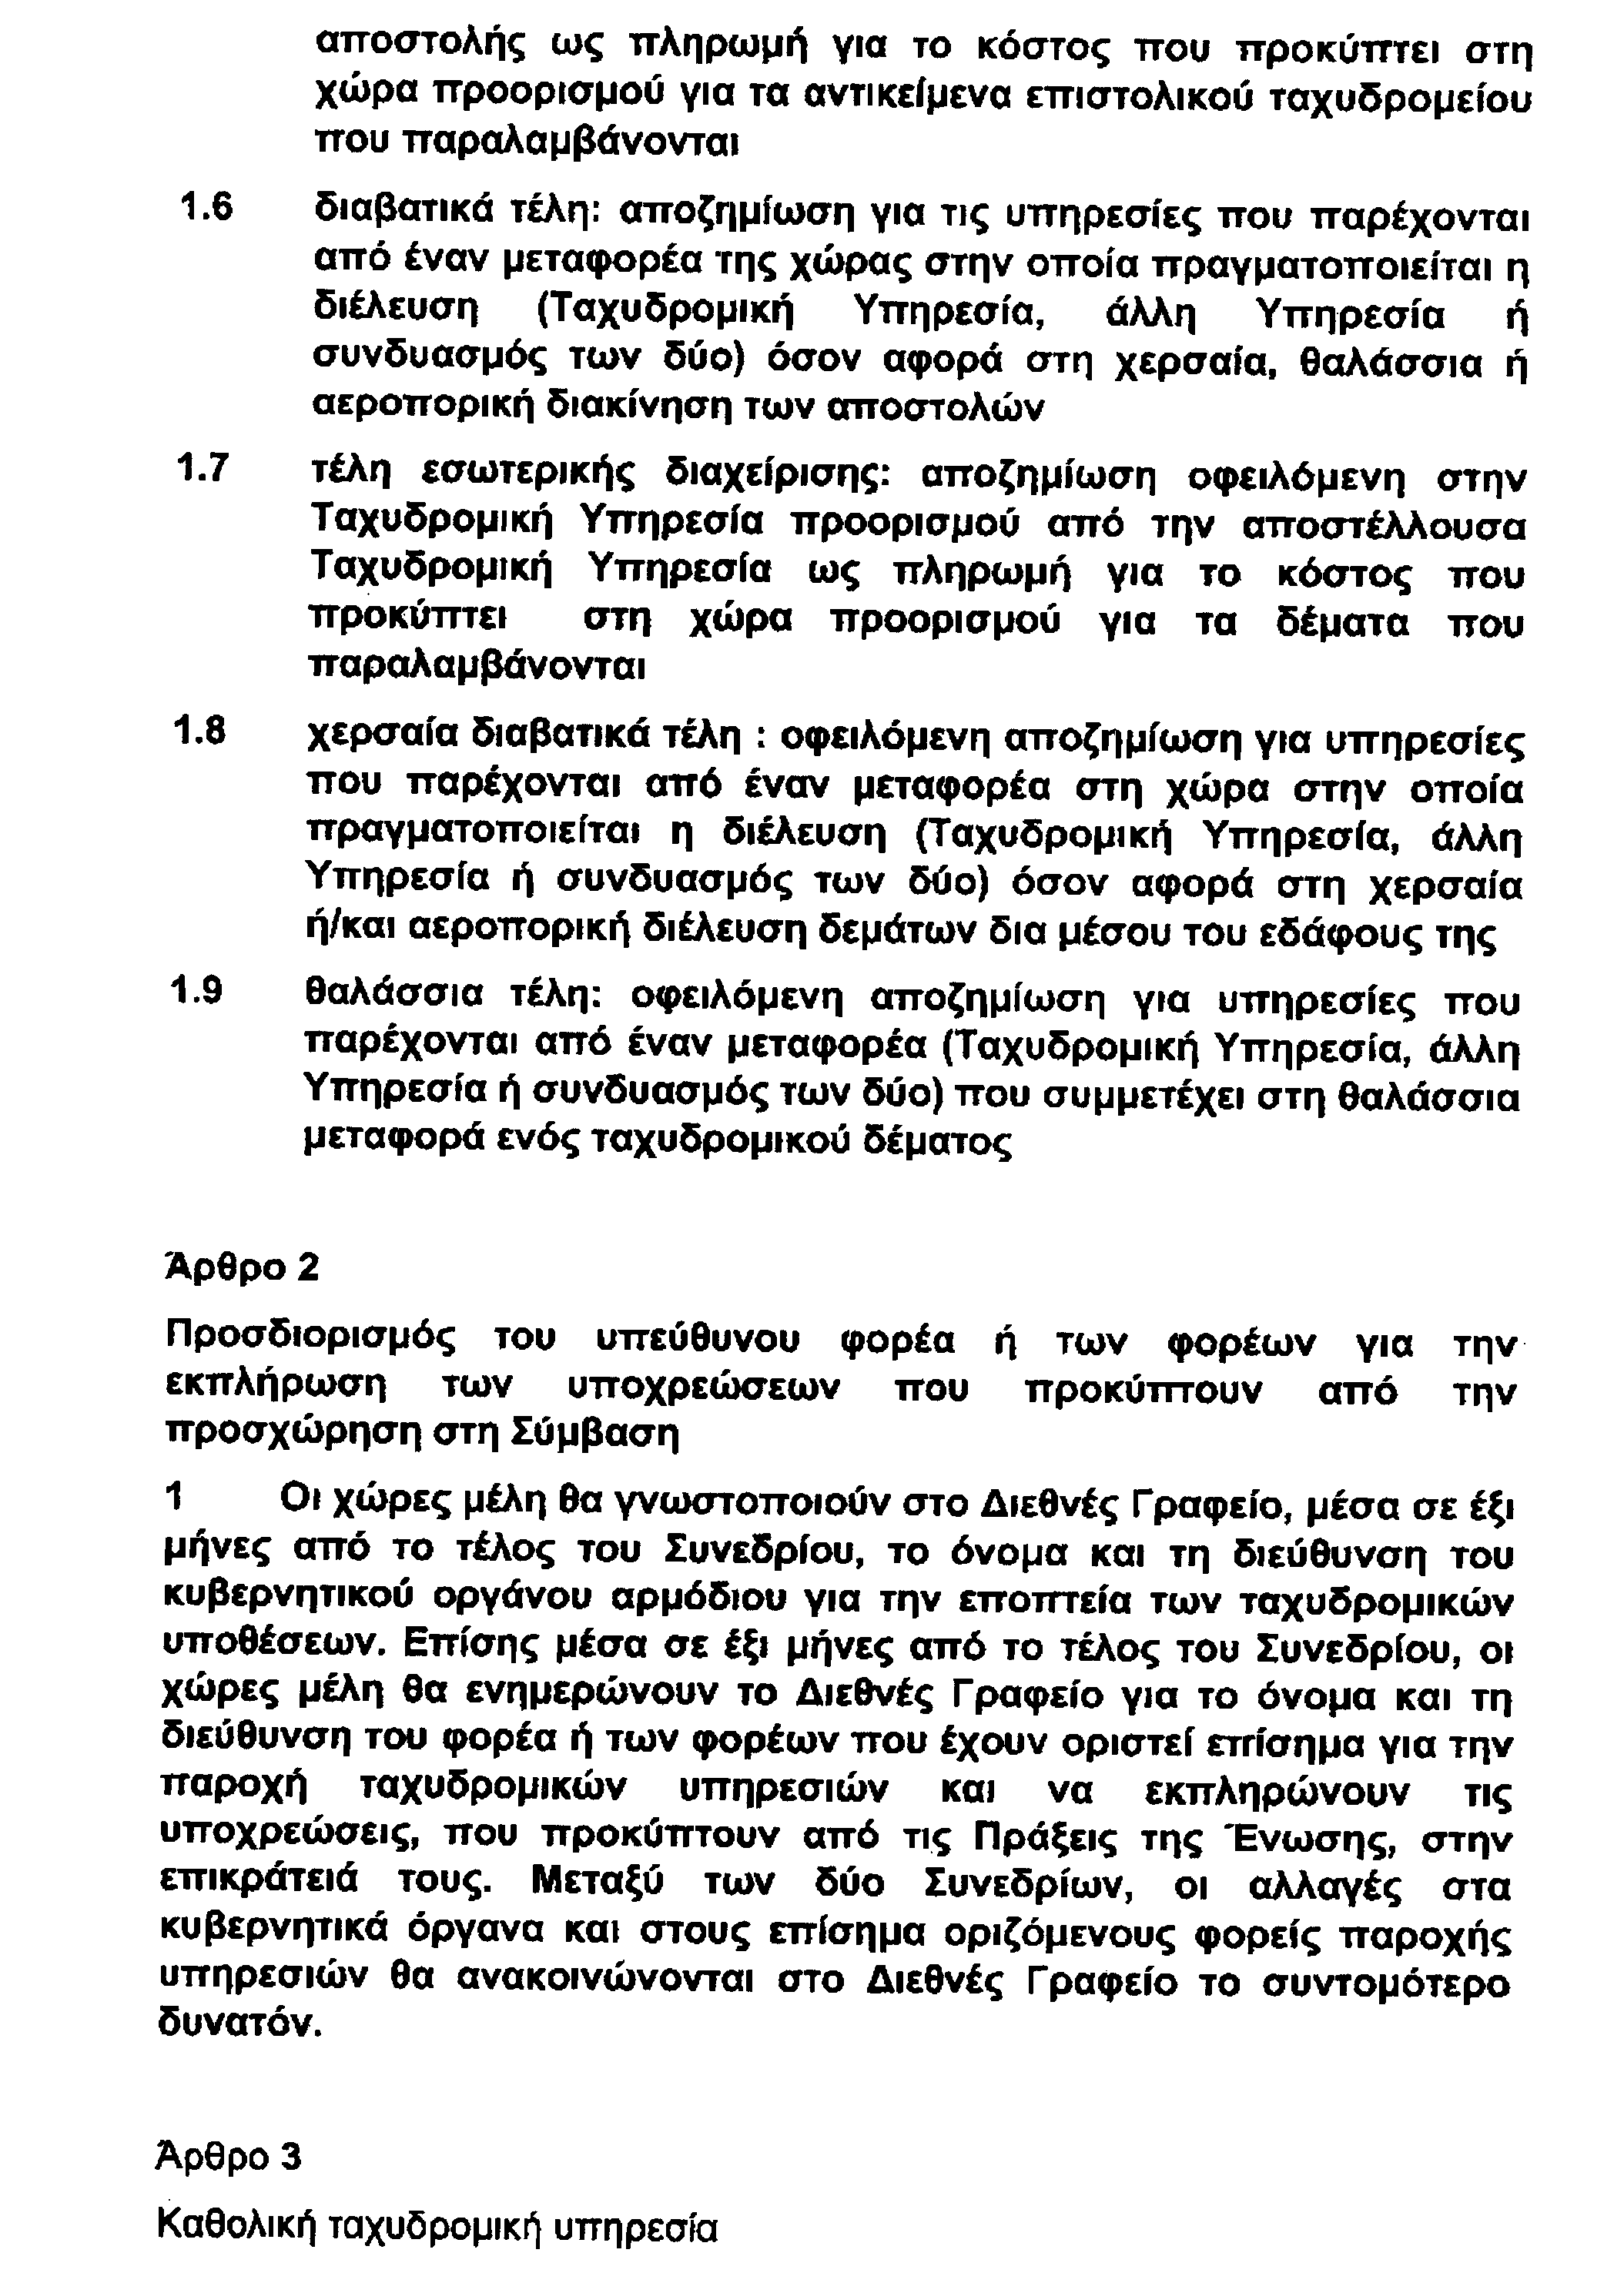 αποστολής ως πληρωμή για το κόστος που προκύπτει στη
χώρα προορισμού για τα αντικείμενα επιστολικού ταχυδρομείου
που παραλαμβάνονται
1.6 διαβατικά τέλη: αποζημίωση για τις υπηρεσίες που παρέχονται
από έναν μεταφορέα της χώρας στην οποία πραγματοποιείται η
διέλευση (Ταχυδρομική Υπηρεσία, άλλη Υπηρεσία ή
συνδυασμός των δύο) όσον αφορά στη χερσαία, θαλάσσια ή
αεροπορική διακίνηση των αποστολών
1.7 τέλη εσωτερικής διαχείρισης: αποζημίωση οφειλόμενη στην
Ταχυδρομική Υπηρεσία προορισμού από την αποστέλλουσα
Ταχυδρομική Υπηρεσία ως πληρωμή για το κόστος που
προκύπτει στη χώρα προορισμού για τα δέματα που
παραλαμβάνονται
1.8 χερσαία διαβατικά τέλη : οφειλόμενη αποζημίωση για υπηρεσίες
που παρέχονται από έναν μεταφορέα στη χώρα στην οποία
πραγματοποιείται η διέλευση (Ταχυδρομική Υπηρεσία, άλλη
Υπηρεσία ή συνδυασμός των δύο) όσον αφορά στη χερσαία
ή/και αεροπορική διέλευση δεμάτων δια μέσου του εδάφους της
1.9 θαλάσσια τέλη: οφειλόμενη αποζημίωση για υπηρεσίες που
παρέχονται από έναν μεταφορέα (Ταχυδρομική Υπηρεσία, άλλη
Υπηρεσία ή συνδυασμός των δύο) που συμμετέχει στη θαλάσσια
μεταφορά ενός ταχυδρομικού δέματος
Άρθρο 2
Προσδιορισμός του υπεύθυνου φορέα ή των φορέων για την
εκπλήρωση των υποχρεώσεων που προκύπτουν από την
προσχώρηση στη Σύμβαση
1 Οι χώρες μέλη θα γνωστοποιούν στο Διεθνές Γραφείο, μέσα σε έξι
μήνες από το τέλος του Συνεδρίου, το όνομα και τη διεύθυνση του
κυβερνητικού οργάνου αρμόδιου για την εποπτεία των ταχυδρομικών
υποθέσεων. Επίσης μέσα σε έξι μήνες από το τέλος του Συνεδρίου, οι
χώρες μέλη θα ενημερώνουν το Διεθνές Γραφείο για το όνομα και τη
διεύθυνση του φορέα ή των φορέων που έχουν οριστεί επίσημα για την
παροχή ταχυδρομικών υπηρεσιών και να εκπληρώνουν τις
υποχρεώσεις, που προκύπτουν από τις Πράξεις της Ένωσης, στην
επικράτειά τους. Μεταξύ των δύο Συνεδρίων, οι αλλαγές στα
κυβερνητικά όργανα και στους επίσημα οριζόμενους φορείς παροχής
υπηρεσιών θα ανακοινώνονται στο Διεθνές Γραφείο το συντομότερο
δυνατόν.
Άρθρο 3
Καθολική ταχυδρομική υπηρεσία